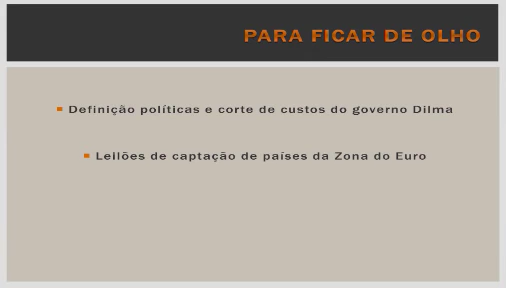 PARA FICAR DE OLHO
Definição políticas e corte de custos do governo Dilma
Leilões de captação de países da Zona do Euro